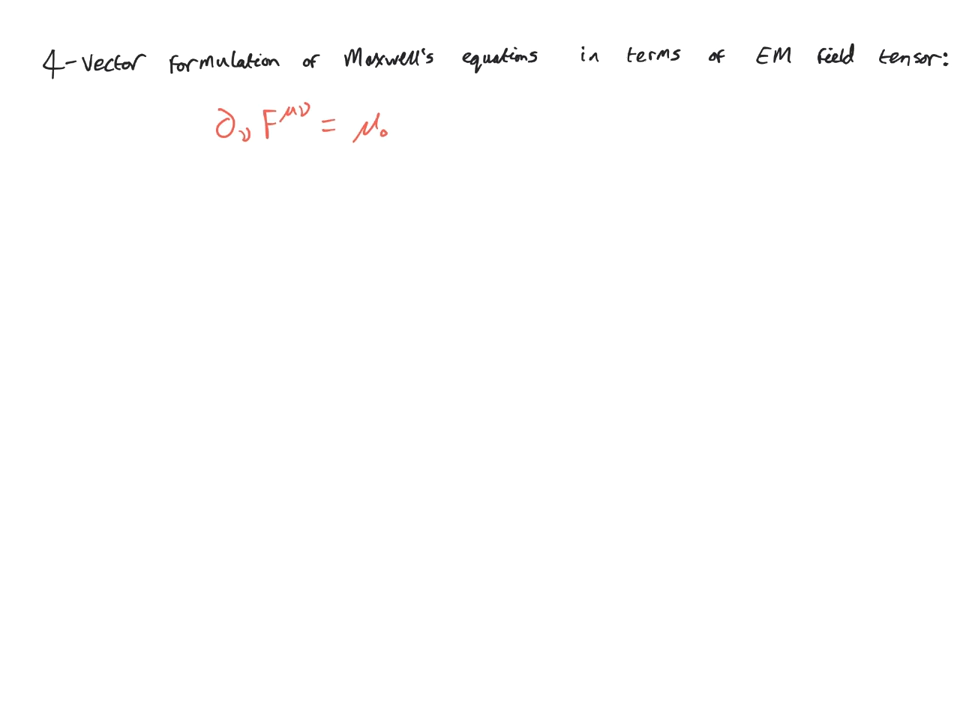 4-vector formulation of Maxwell's equations in terms of EM field tensor:
∂ᵥ F^μν = μ₀